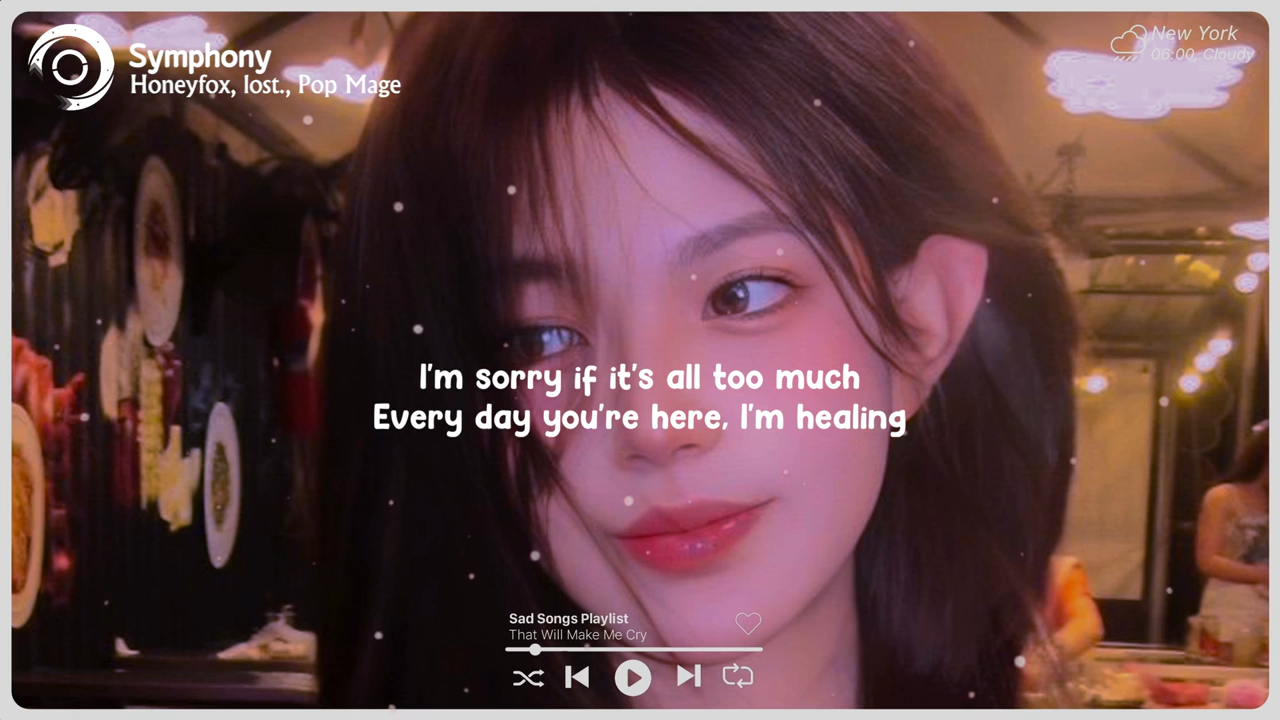 Symphony
Honeyfox, lost., Pop Mage
New York
06:00, Cloudy
I'm sorry if it's all too much
Every day you're here, I'm healing
Sad Songs Playlist
That Will Make Me Cry